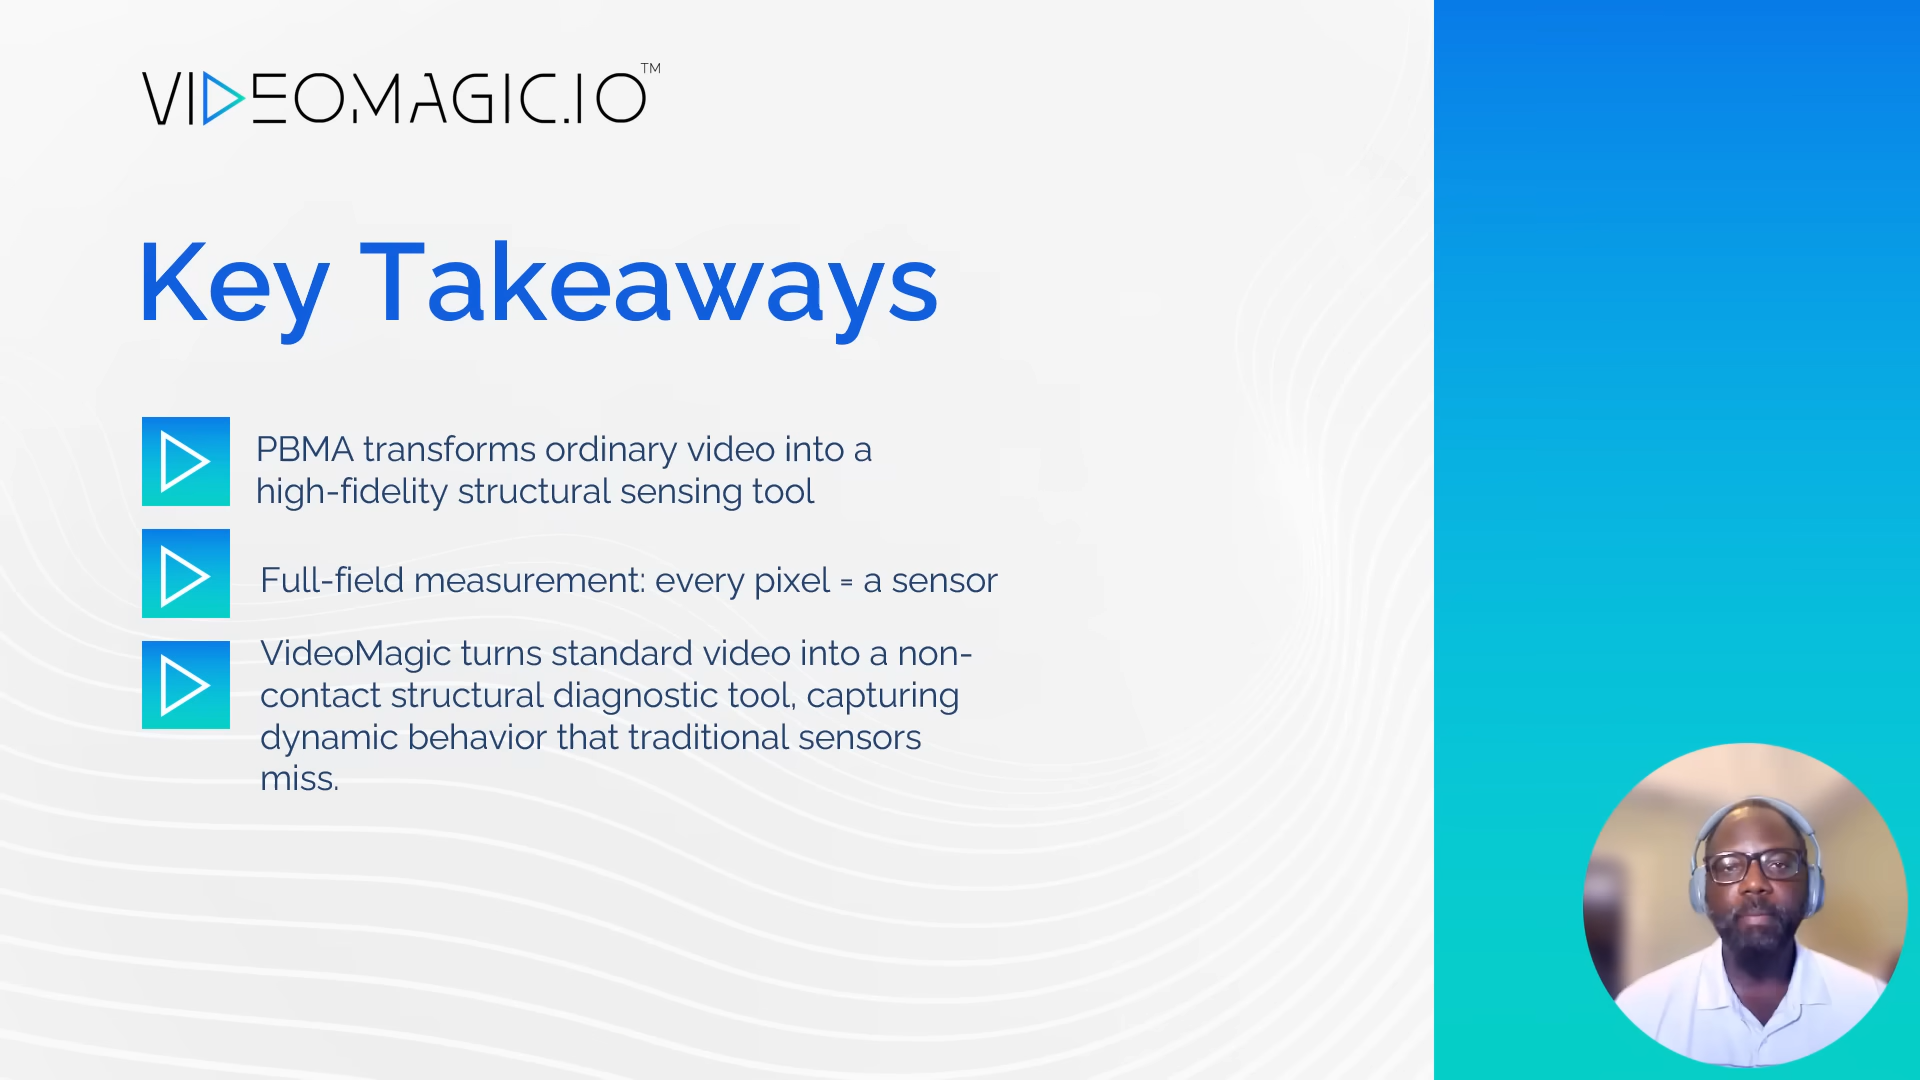 VIDEOMAGIC.IO™
Key Takeaways
PBMA transforms ordinary video into a
high-fidelity structural sensing tool
Full-field measurement: every pixel = a sensor
VideoMagic turns standard video into a non-
contact structural diagnostic tool, capturing
dynamic behavior that traditional sensors
miss.